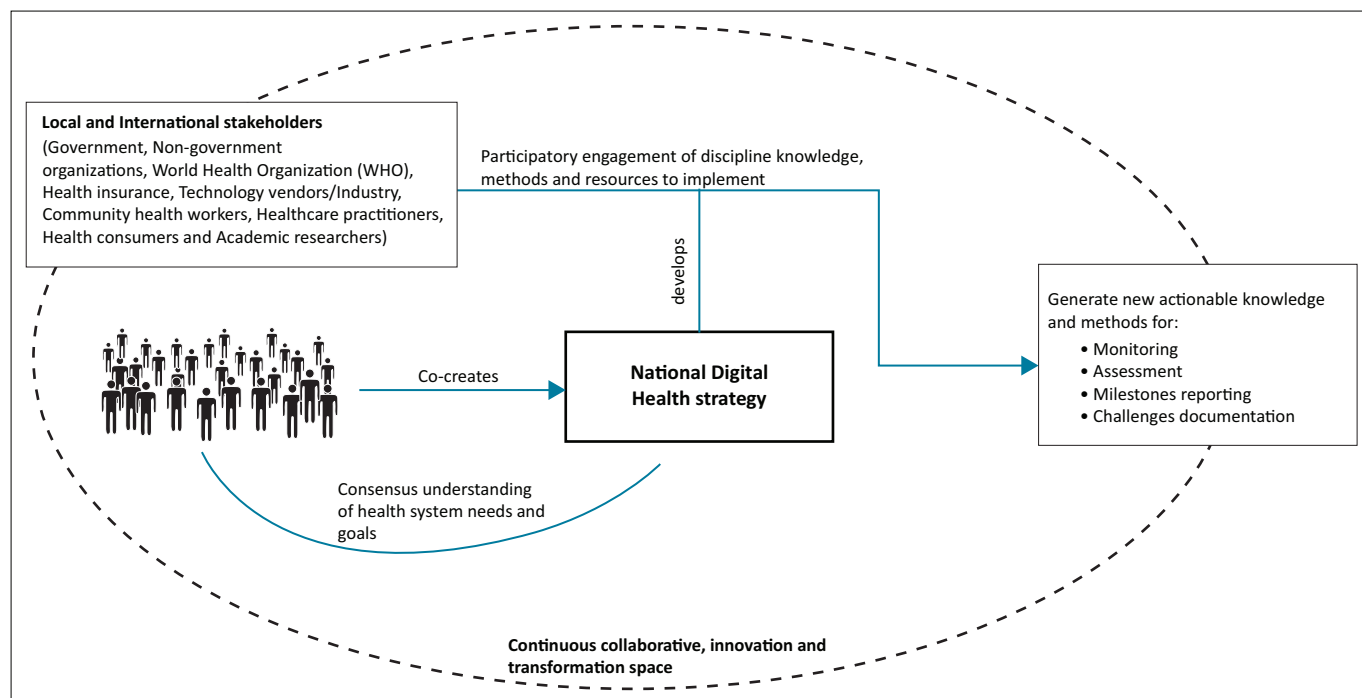 Local and International stakeholders
(Government, Non-government
organizations, World Health Organization (WHO),
Health insurance, Technology vendors/Industry,
Community health workers, Healthcare practitioners,
Health consumers and Academic researchers)
Participatory engagement of discipline knowledge,
methods and resources to implement
develops
Generate new actionable knowledge
and methods for:
• Monitoring
• Assessment
• Milestones reporting
• Challenges documentation
Co-creates
National Digital
Health strategy
Consensus understanding
of health system needs and
goals
Continuous collaborative, innovation and
transformation space